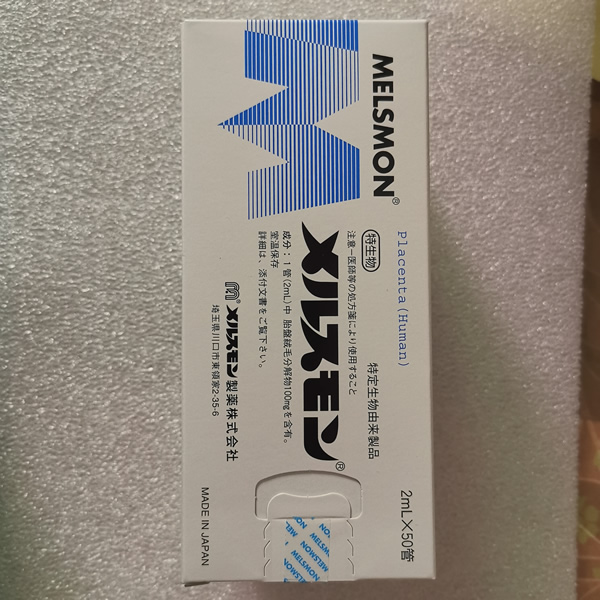 MELSMON®
Placenta (Human)
特定生物由来製品
2mL×50管
特生物
注意−医師等の処方箋により使用すること
メルスモン®
成分：1管(2mL)中 胎盤絨毛分解物100mgを含有。
室温保存
詳細は、添付文書をご覧下さい。
m® メルスモン製薬株式会社
埼玉県川口市東領家2-35-6
MADE IN JAPAN
MELSMON
MELSMON
MELSMON